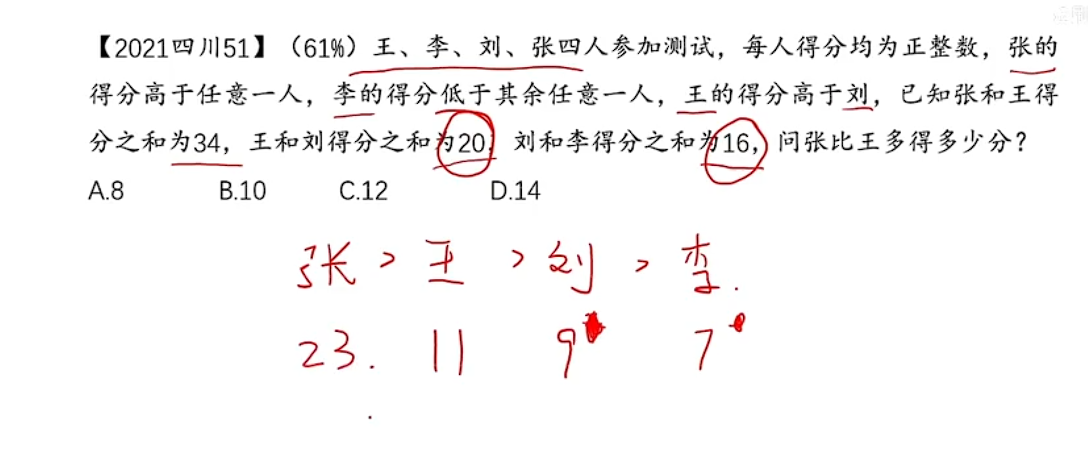 【2021四川51】（61%）王、李、刘、张四人参加测试，每人得分均为正整数，张的
得分高于任意一人，李的得分低于其余任意一人，王的得分高于刘，已知张和王得
分之和为34，王和刘得分之和为20，刘和李得分之和为16，问张比王多得多少分？
A.8 B.10 C.12 D.14
张 > 王 > 刘 > 李.
23. 11 9 7